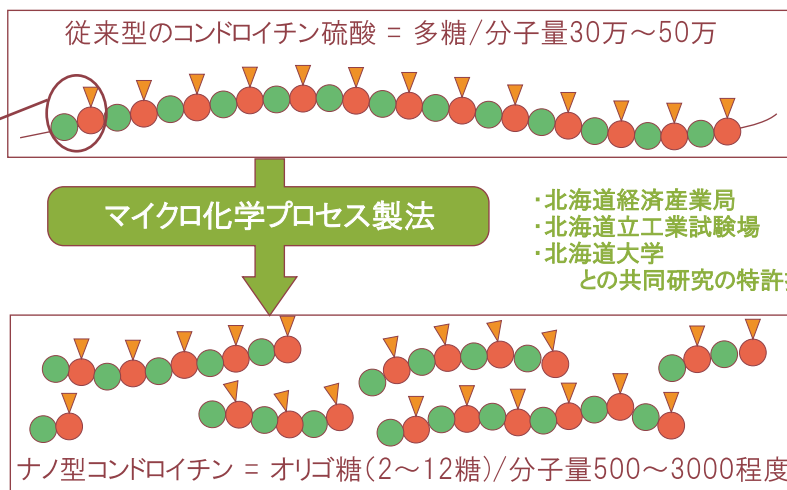 従来型のコンドロイチン硫酸 = 多糖/分子量30万～50万
マイクロ化学プロセス製法
・北海道経済産業局
・北海道立工業試験場
・北海道大学
との共同研究の特許
ナノ型コンドロイチン = オリゴ糖(2～12糖)/分子量500～3000程度